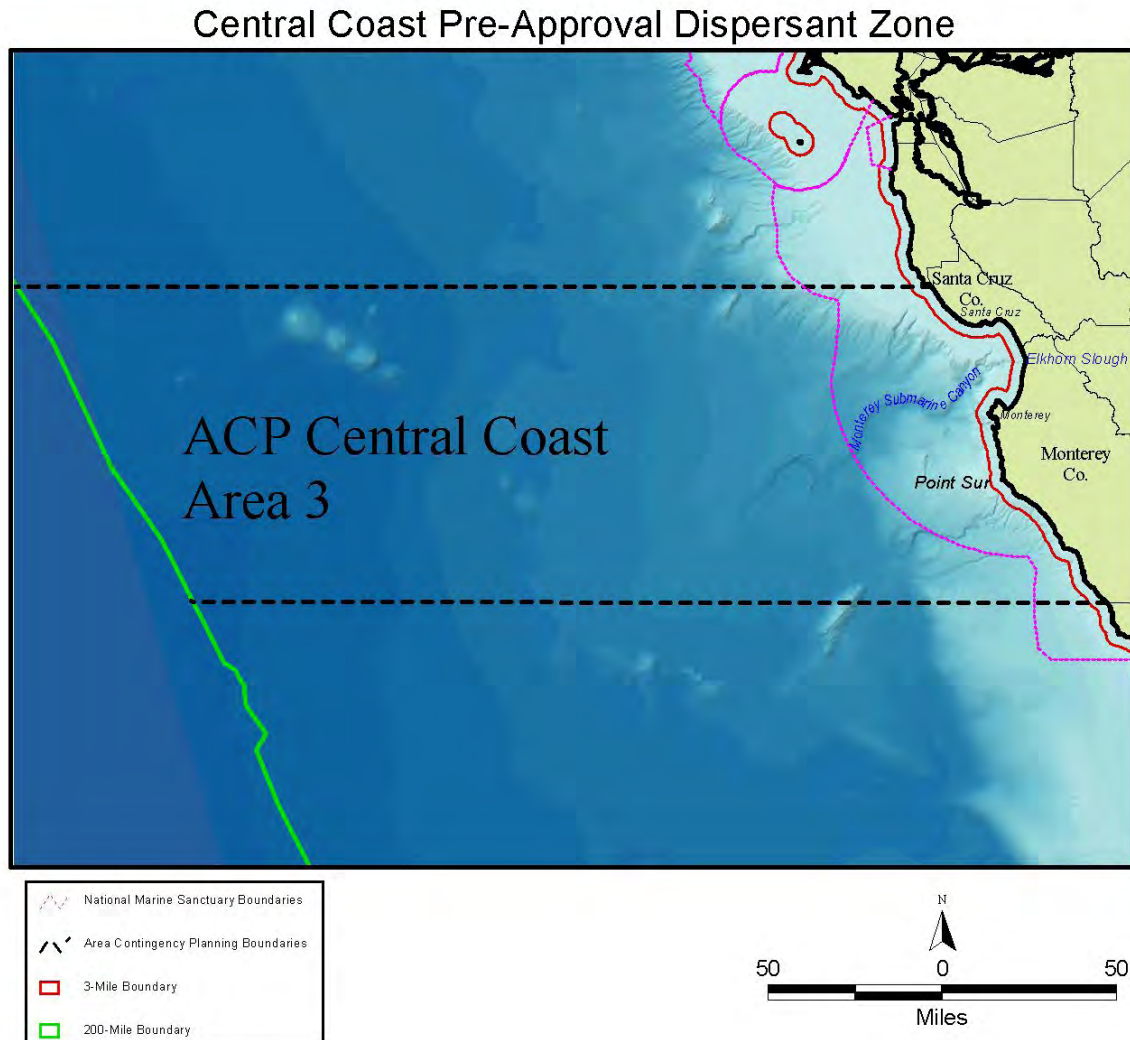 Central Coast Pre-Approval Dispersant Zone
Santa Cruz
Co.
Santa Cruz
Elkhorn Slough
Monterey Submarine Canyon
Monterey
ACP Central Coast
Area 3
Monterey
Co.
Point Sur
National Marine Sanctuary Boundaries
Area Contingency Planning Boundaries
3-Mile Boundary
200-Mile Boundary
N
50 0 50
Miles